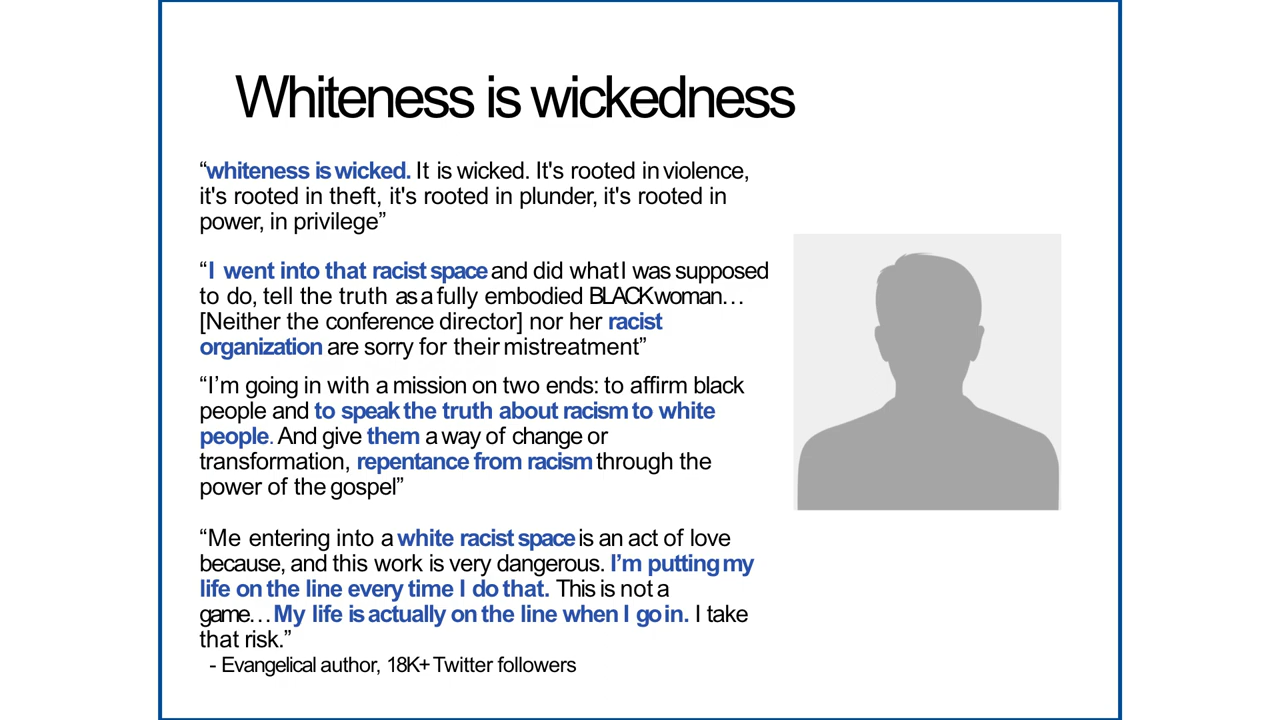 Whiteness is wickedness
“whiteness is wicked. It is wicked. It's rooted in violence,
it's rooted in theft, it's rooted in plunder, it's rooted in
power, in privilege”
“I went into that racist space and did what I was supposed
to do, tell the truth as a fully embodied BLACK woman…
[Neither the conference director] nor her racist
organization are sorry for their mistreatment”
“I’m going in with a mission on two ends: to affirm black
people and to speak the truth about racism to white
people. And give them a way of change or
transformation, repentance from racism through the
power of the gospel”
“Me entering into a white racist space is an act of love
because, and this work is very dangerous. I’m putting my
life on the line every time I do that. This is not a
game… My life is actually on the line when I go in. I take
that risk.”
- Evangelical author, 18K+ Twitter followers